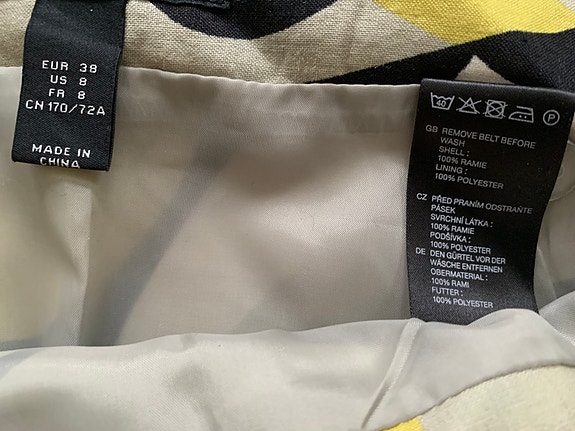 EUR 38
US 8
FR 8
CN 170/72A
MADE IN
CHINA
40
P
GB REMOVE BELT BEFORE
WASH
SHELL :
100% RAMIE
LINING :
100% POLYESTER
CZ PŘED PRANÍM ODSTRAŇTE
PÁSEK
SVRCHNÍ LÁTKA :
100% RAMIE
PODŠÍVKA :
100% POLYESTER
DE DEN GÜRTEL VOR DER
WÄSCHE ENTFERNEN
OBERMATERIAL :
100% RAMI
FUTTER :
100% POLYESTER